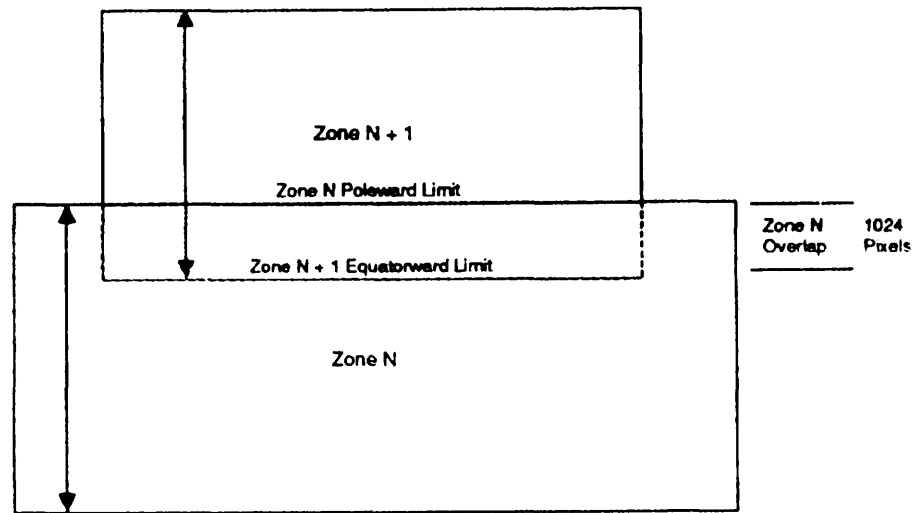 Zone N + 1
Zone N Poleward Limit
Zone N + 1 Equatorward Limit
Zone N
Overlap
1024
Pixels
Zone N